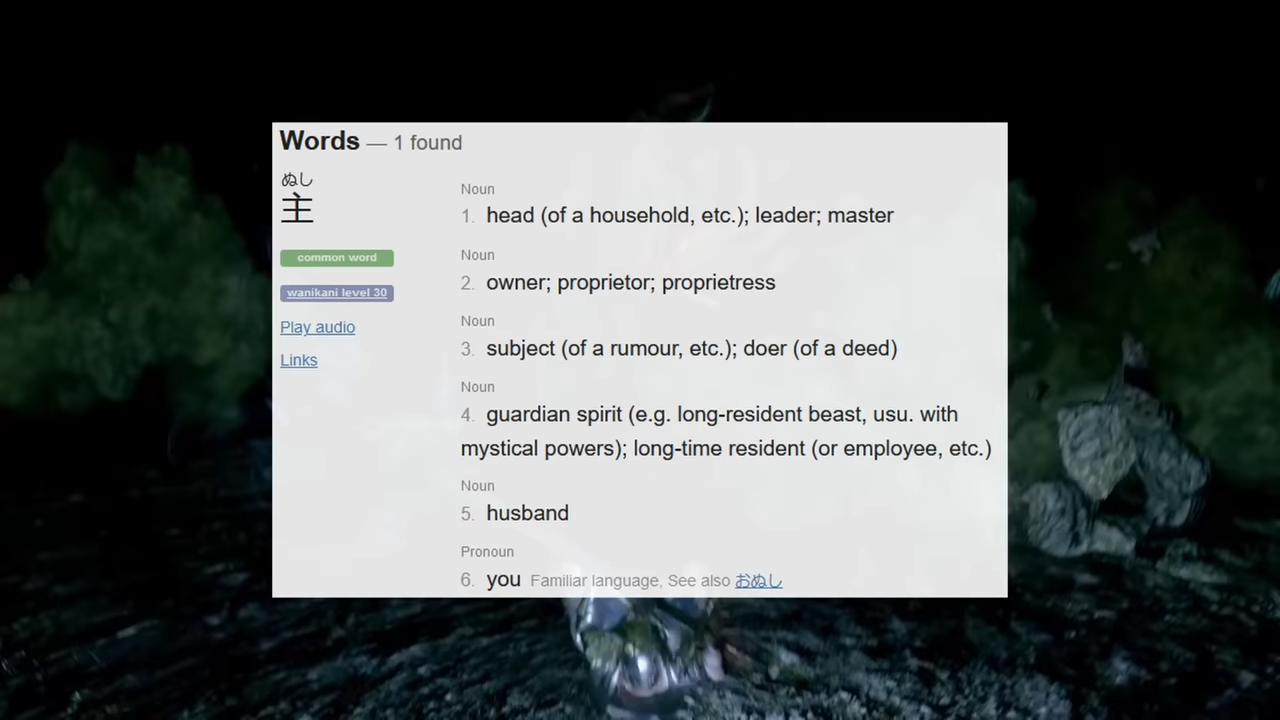 Words — 1 found
ぬし
主
common word
wanikani level 30
Play audio
Links
Noun
1. head (of a household, etc.); leader; master
Noun
2. owner; proprietor; proprietress
Noun
3. subject (of a rumour, etc.); doer (of a deed)
Noun
4. guardian spirit (e.g. long-resident beast, usu. with
mystical powers); long-time resident (or employee, etc.)
Noun
5. husband
Pronoun
6. you Familiar language, See also おぬし